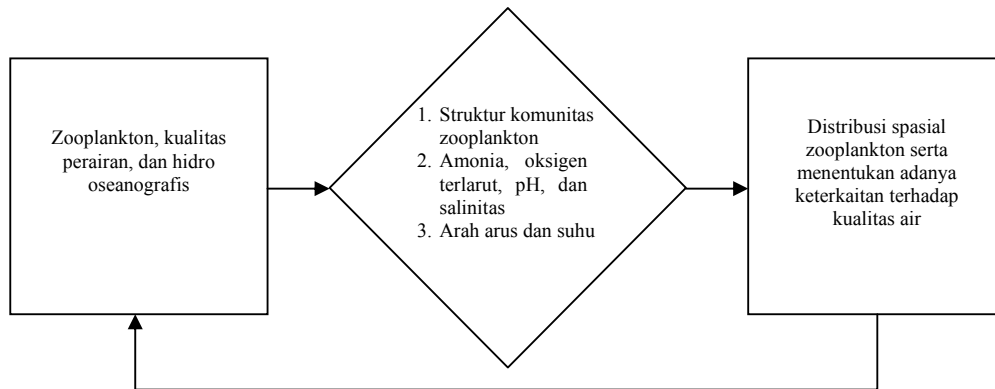 Zooplankton, kualitas
perairan, dan hidro
oseanografis
1. Struktur komunitas
zooplankton
2. Amonia, oksigen
terlarut, pH, dan
salinitas
3. Arah arus dan suhu
Distribusi spasial
zooplankton serta
menentukan adanya
keterkaitan terhadap
kualitas air